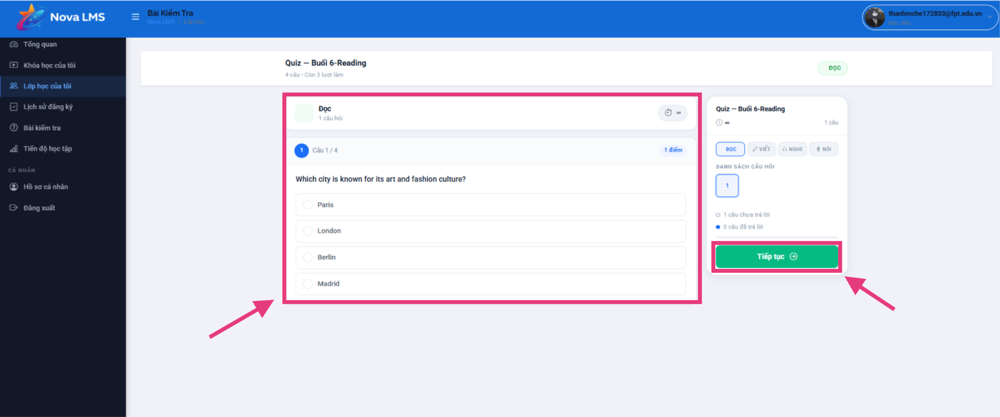 Nova LMS
Bài Kiểm Tra
Nova LMS > Lớp học
thanhmche172833@fpt.edu.vn
Học viên
Tổng quan
Khóa học của tôi
Lớp học của tôi
Lịch sử đăng ký
Bài kiểm tra
Tiến độ học tập
CÁ NHÂN
Hồ sơ cá nhân
Đăng xuất
Quiz — Buổi 6-Reading
4 câu • Còn 3 lượt làm
ĐỌC
Đọc
1 câu hỏi
∞
1 Câu 1 / 4
1 điểm
Which city is known for its art and fashion culture?
Paris
London
Berlin
Madrid
Quiz — Buổi 6-Reading
∞ 1 câu
ĐỌC VIẾT NGHE NÓI
DANH SÁCH CÂU HỎI
1
1 câu chưa trả lời
0 câu đã trả lời
Tiếp tục